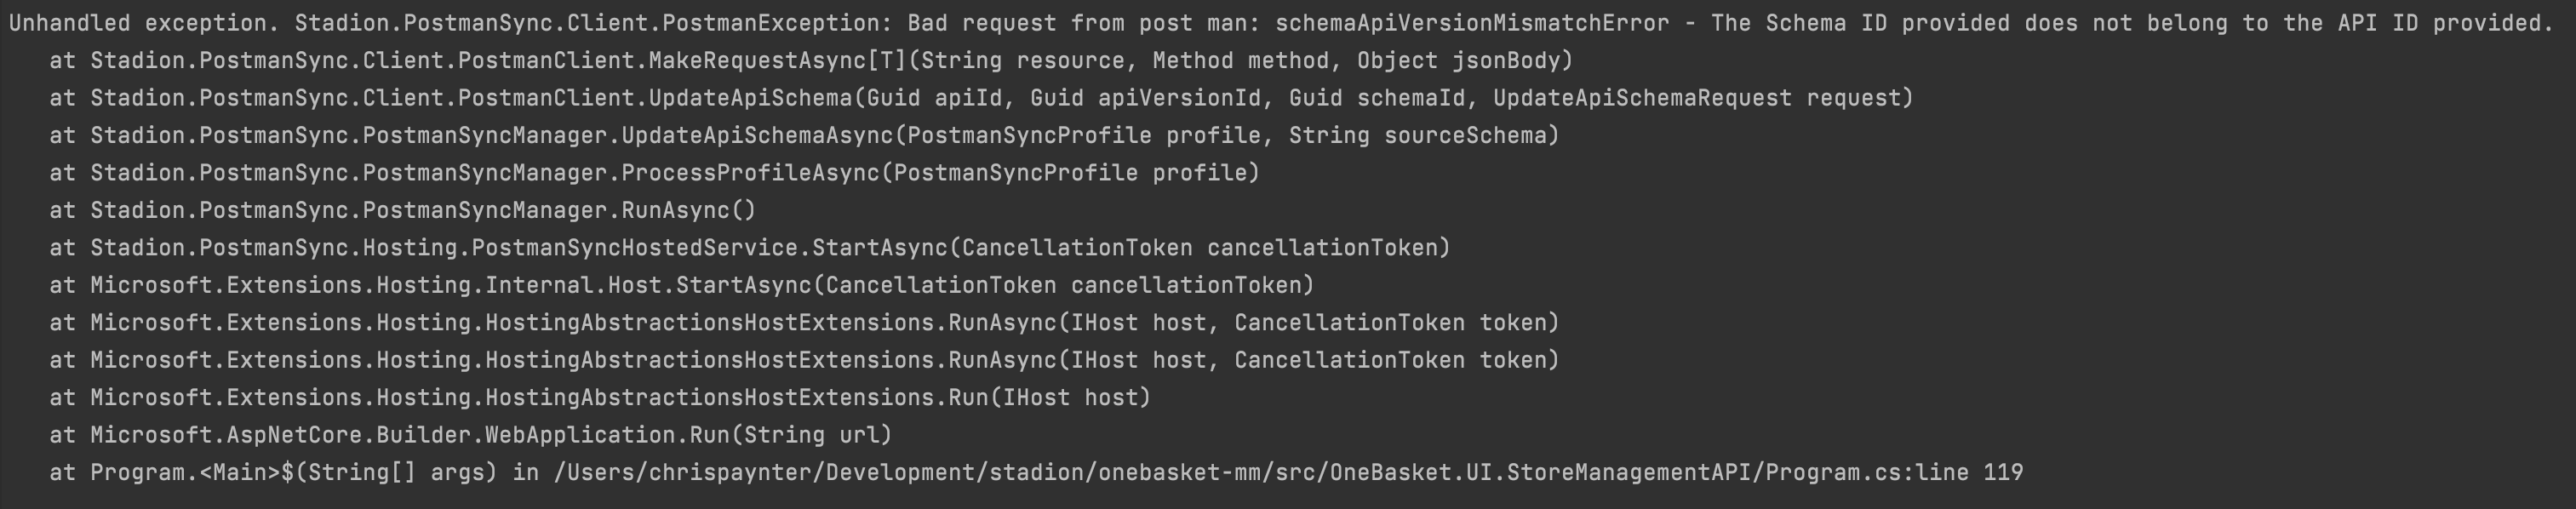 Unhandled exception. Stadion.PostmanSync.Client.PostmanException: Bad request from post man: schemaApiVersionMismatchError - The Schema ID provided does not belong to the API ID provided.
   at Stadion.PostmanSync.Client.PostmanClient.MakeRequestAsync[T](String resource, Method method, Object jsonBody)
   at Stadion.PostmanSync.Client.PostmanClient.UpdateApiSchema(Guid apiId, Guid apiVersionId, Guid schemaId, UpdateApiSchemaRequest request)
   at Stadion.PostmanSync.PostmanSyncManager.UpdateApiSchemaAsync(PostmanSyncProfile profile, String sourceSchema)
   at Stadion.PostmanSync.PostmanSyncManager.ProcessProfileAsync(PostmanSyncProfile profile)
   at Stadion.PostmanSync.PostmanSyncManager.RunAsync()
   at Stadion.PostmanSync.Hosting.PostmanSyncHostedService.StartAsync(CancellationToken cancellationToken)
   at Microsoft.Extensions.Hosting.Internal.Host.StartAsync(CancellationToken cancellationToken)
   at Microsoft.Extensions.Hosting.HostingAbstractionsHostExtensions.RunAsync(IHost host, CancellationToken token)
   at Microsoft.Extensions.Hosting.HostingAbstractionsHostExtensions.RunAsync(IHost host, CancellationToken token)
   at Microsoft.Extensions.Hosting.HostingAbstractionsHostExtensions.Run(IHost host)
   at Microsoft.AspNetCore.Builder.WebApplication.Run(String url)
   at Program.<Main>$(String[] args) in /Users/chrispaynter/Development/stadion/onebasket-mm/src/OneBasket.UI.StoreManagementAPI/Program.cs:line 119